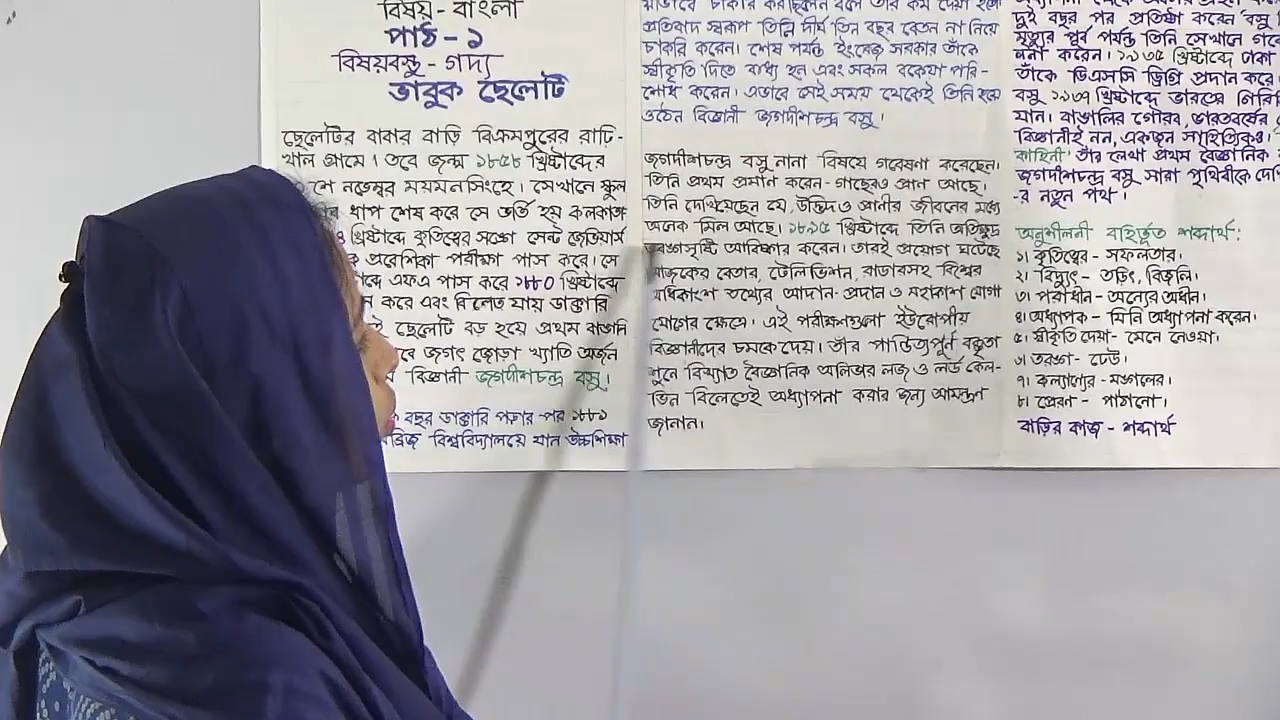 বিষয় - বাংলা
পাঠ - ১
বিষয়বস্তু - গদ্য
ভাবুক ছেলেটি
ছেলেটির বাবার বাড়ি বিক্রমপুরের রাঢ়ি-
খাল গ্রামে। তবে জন্ম ১৮৫৮ খ্রিষ্টাব্দের
শে নভেম্বর ময়মনসিংহে। সেখানে স্কুল
ধাপ শেষ করে সে ভর্তি হয় কলকাতা
খ্রিষ্টাব্দে কৃতিত্বের সঙ্গে সেন্ট জেভিয়ার্স
প্রবেশিকা পরীক্ষা পাস করে। সে
এফএ পাস করে ১৮৮০ খ্রিষ্টাব্দে
করে এবং বিলেত যায় ডাক্তারি
ছেলেটি বড় হয়ে প্রথম বাঙালি
জগৎ জোড়া খ্যাতি অর্জন
বিজ্ঞানী জগদীশচন্দ্র বসু।
বছর ডাক্তারি পড়ার পর ১৮৮১
বিশ্ববিদ্যালয়ে যান উচ্চশিক্ষা
চাকরি করছিলেন বলে তাঁর কম দেয়া হতো
প্রতিবাদ স্বরূপ তিনি দীর্ঘ তিন বছর বেতন না নিয়ে
চাকরি করেন। শেষ পর্যন্ত ইংরেজ সরকার তাঁকে
স্বীকৃতি দিতে বাধ্য হন এবং সকল বকেয়া পরি-
শোধ করেন। এভাবে সেই সময় থেকেই তিনি হয়ে
ওঠেন বিজ্ঞানী জগদীশচন্দ্র বসু।
জগদীশচন্দ্র বসু নানা বিষয়ে গবেষণা করেছেন।
তিনি প্রথম প্রমাণ করেন - গাছেরও প্রাণ আছে।
তিনি দেখিয়েছেন যে, উদ্ভিদ ও প্রাণীর জীবনের মধ্যে
অনেক মিল আছে। ১৮৯৫ খ্রিষ্টাব্দে তিনি অতিক্ষুদ্র
তরঙ্গসৃষ্টি আবিষ্কার করেন। তারই প্রয়োগ ঘটেছে
আজকের বেতার, টেলিভিশন, রাডারসহ বিশ্বের
অধিকাংশ তথ্যের আদান-প্রদান ও মহাকাশ যোগা
যোগের ক্ষেত্রে। এই পরীক্ষণগুলো ইউরোপীয়
বিজ্ঞানীদের চমকে দেয়। তাঁর পাণ্ডিত্যপূর্ণ বক্তৃতা
শুনে বিখ্যাত বৈজ্ঞানিক অলিভার লজ ও লর্ড কেল-
ভিন বিলেতেই অধ্যাপনা করার জন্য আমন্ত্রণ
জানান।
দুই বছর পর প্রতিষ্ঠা করেন 'বসু
মৃত্যুর পূর্ব পর্যন্ত তিনি সেখানে গবে
ষনা করেন। ১৯৩৫ খ্রিষ্টাব্দে ঢাকা
তাঁকে ডিএসসি ডিগ্রি প্রদান করে।
বসু ১৯৩৭ খ্রিষ্টাব্দে ভারতের গিরিডি
যান। বাঙালির গৌরব, ভারতবর্ষের
বিজ্ঞানীই নন, একজন সাহিত্যিকও।
কাহিনী' তাঁর লেখা প্রথম বৈজ্ঞানিক
জগদীশচন্দ্র বসু সারা পৃথিবীকে দেখি
-র নতুন পথ।
অনুশীলনী বহির্ভূত শব্দার্থ:
১। কৃতিত্বের - সফলতার।
২। বিদ্যুৎ - তড়িৎ, বিজলি।
৩। পরাধীন - অন্যের অধীন।
৪। অধ্যাপক - যিনি অধ্যাপনা করেন।
৫। স্বীকৃতি দেয়া - মেনে নেওয়া।
৬। তরঙ্গ - ঢেউ।
৭। কল্যাণের - মঙ্গলের।
৮। প্রেরণ - পাঠানো।
বাড়ির কাজ - শব্দার্থ